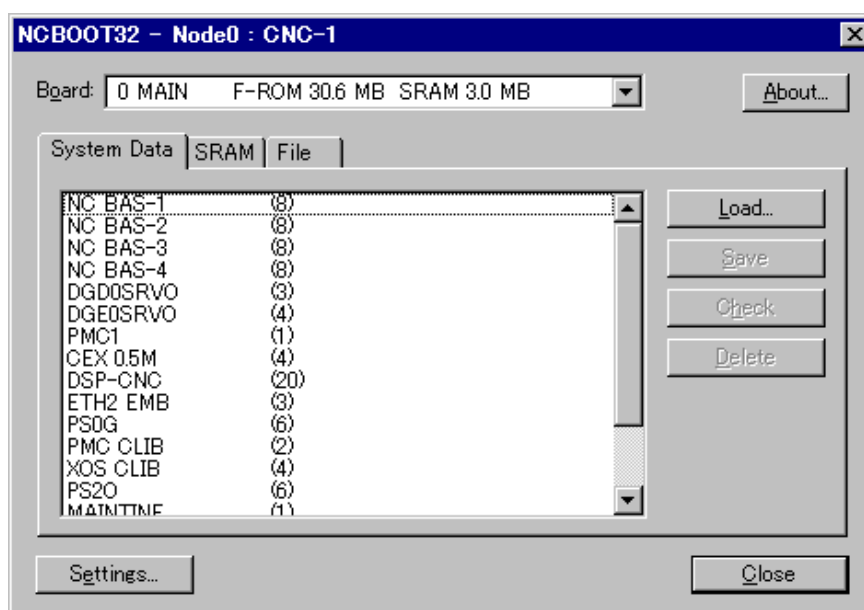 NCBOOT32 - Node0 : CNC-1
Board: 0 MAIN F-ROM 30.6 MB SRAM 3.0 MB About...
System Data SRAM File
NC BAS-1 (8)
NC BAS-2 (8)
NC BAS-3 (8)
NC BAS-4 (8)
DGD0SRVO (3)
DGE0SRVO (4)
PMC1 (1)
CEX 0.5M (4)
DSP-CNC (20)
ETH2 EMB (3)
PS0G (6)
PMC CLIB (2)
XOS CLIB (4)
PS2O (6)
MAINTINF (1)
Load...
Save
Check
Delete
Settings... Close